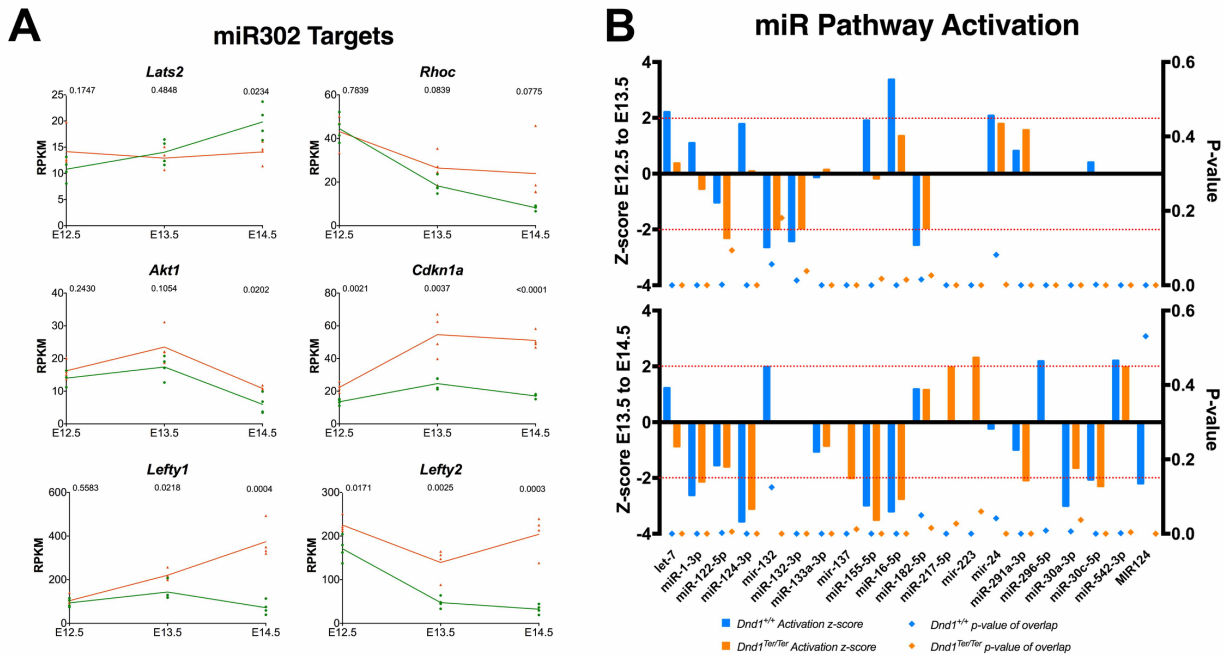 A
miR302 Targets
Lats2
0.1747 0.4848 0.0234
25
20
15
10
5
0
RPKM
E12.5 E13.5 E14.5
Rhoc
0.7839 0.0839 0.0775
60
40
20
0
RPKM
E12.5 E13.5 E14.5
Akt1
0.2430 0.1054 0.0202
40
30
20
10
0
RPKM
E12.5 E13.5 E14.5
Cdkn1a
0.0021 0.0037 <0.0001
80
60
40
20
0
RPKM
E12.5 E13.5 E14.5
Lefty1
0.5583 0.0218 0.0004
600
400
200
0
RPKM
E12.5 E13.5 E14.5
Lefty2
0.0171 0.0025 0.0003
300
200
100
0
RPKM
E12.5 E13.5 E14.5
B
miR Pathway Activation
Z-score E12.5 to E13.5
4
2
0
-2
-4
0.6
0.4
0.2
0.0
P-value
Z-score E13.5 to E14.5
4
2
0
-2
-4
0.6
0.4
0.2
0.0
P-value
let-7
miR-1-3p
miR-122-5p
miR-124-3p
mir-132
miR-132-3p
miR-133a-3p
mir-137
miR-155-5p
miR-16-5p
miR-182-5p
miR-217-5p
mir-223
mir-24
miR-291a-3p
miR-296-5p
miR-30a-3p
miR-30c-5p
miR-542-3p
MIR124
Dnd1+/+ Activation z-score
Dnd1+/+ p-value of overlap
Dnd1Ter/Ter Activation z-score
Dnd1Ter/Ter p-value of overlap